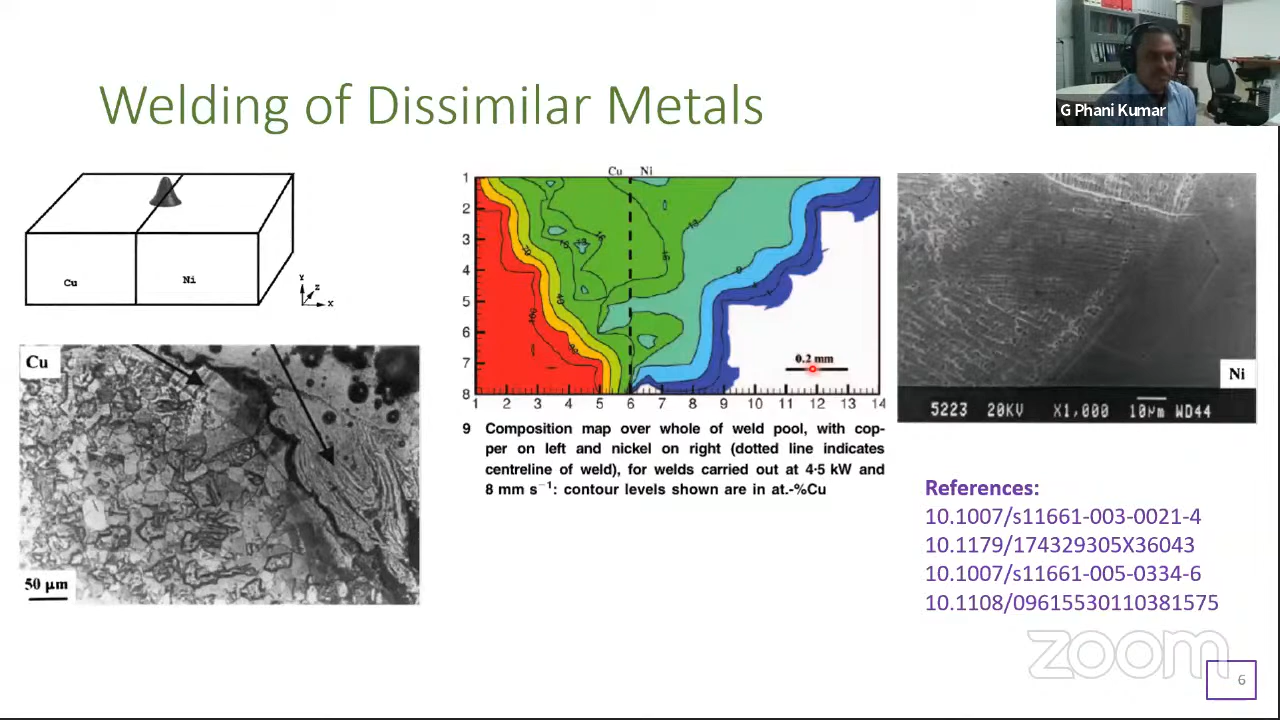 Welding of Dissimilar Metals
G Phani Kumar
Cu
Ni
Y
Z
X
Cu
50 μm
Cu Ni
1
2
3
4
5
6
7
8
1 2 3 4 5 6 7 8 9 10 11 12 13 14
0.2 mm
9 Composition map over whole of weld pool, with cop-
per on left and nickel on right (dotted line indicates
centreline of weld), for welds carried out at 4·5 kW and
8 mm s⁻¹: contour levels shown are in at.-%Cu
Ni
5223 20KV X1,000 10μm WD44
References:
10.1007/s11661-003-0021-4
10.1179/174329305X36043
10.1007/s11661-005-0334-6
10.1108/09615530110381575
zoom
6